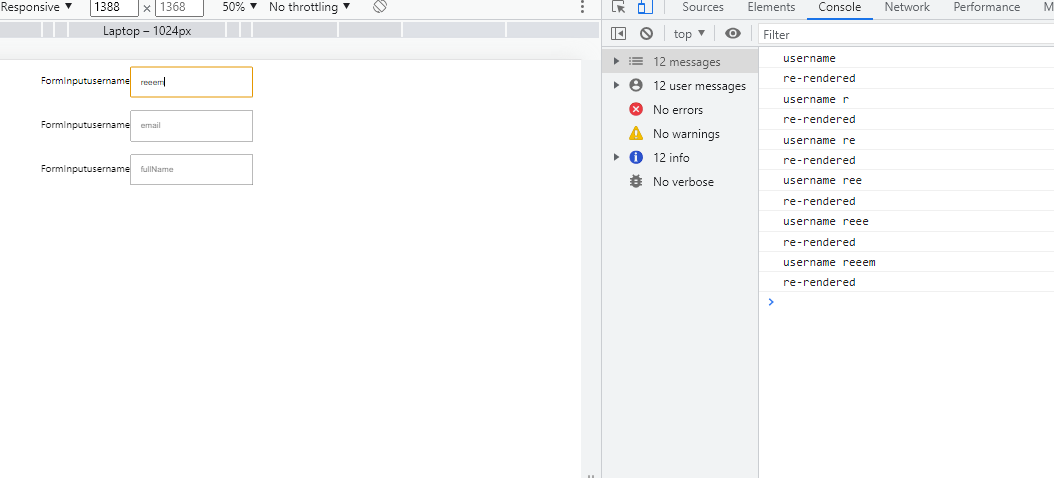 Responsive ▼ 1388 × 1368 50% ▼ No throttling ▼
Laptop – 1024px
ForminputUsername reeem
Forminputusername email
Forminputusername fullName
Sources Elements Console Network Performance M
top ▼ Filter
12 messages
12 user messages
No errors
No warnings
12 info
No verbose
username
re-rendered
username r
re-rendered
username re
re-rendered
username ree
re-rendered
username reee
re-rendered
username reeem
re-rendered